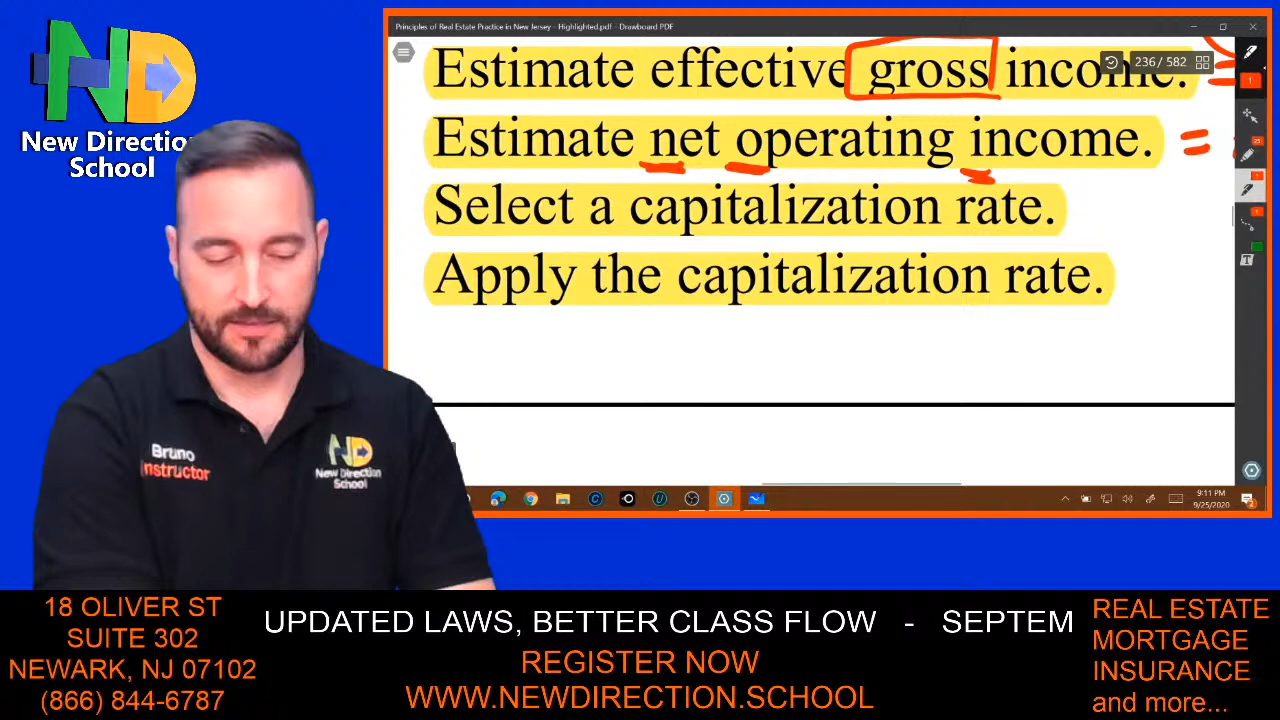 New Directio
School
Principles of Real Estate Practice in New Jersey - Highlighted.pdf - Drawboard PDF
236 / 582
Estimate effective gross income. =
Estimate net operating income. =
Select a capitalization rate.
Apply the capitalization rate.
Bruno
Instructor
New Direction
School
9:11 PM
9/25/2020
18 OLIVER ST
SUITE 302
NEWARK, NJ 07102
(866) 844-6787
UPDATED LAWS, BETTER CLASS FLOW - SEPTEM
REGISTER NOW
WWW.NEWDIRECTION.SCHOOL
REAL ESTATE
MORTGAGE
INSURANCE
and more...